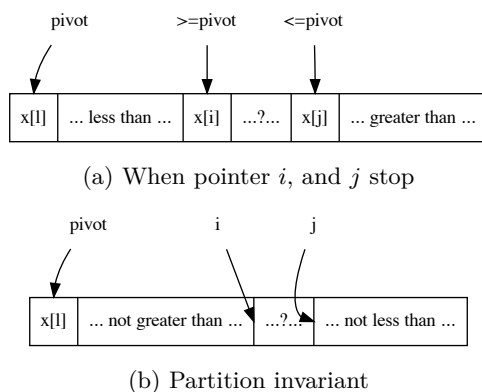 pivot >=pivot <=pivot
x[l] ... less than ... x[i] ...?... x[j] ... greater than ...
(a) When pointer i, and j stop
pivot i j
x[l] ... not greater than ... ...?... ... not less than ...
(b) Partition invariant